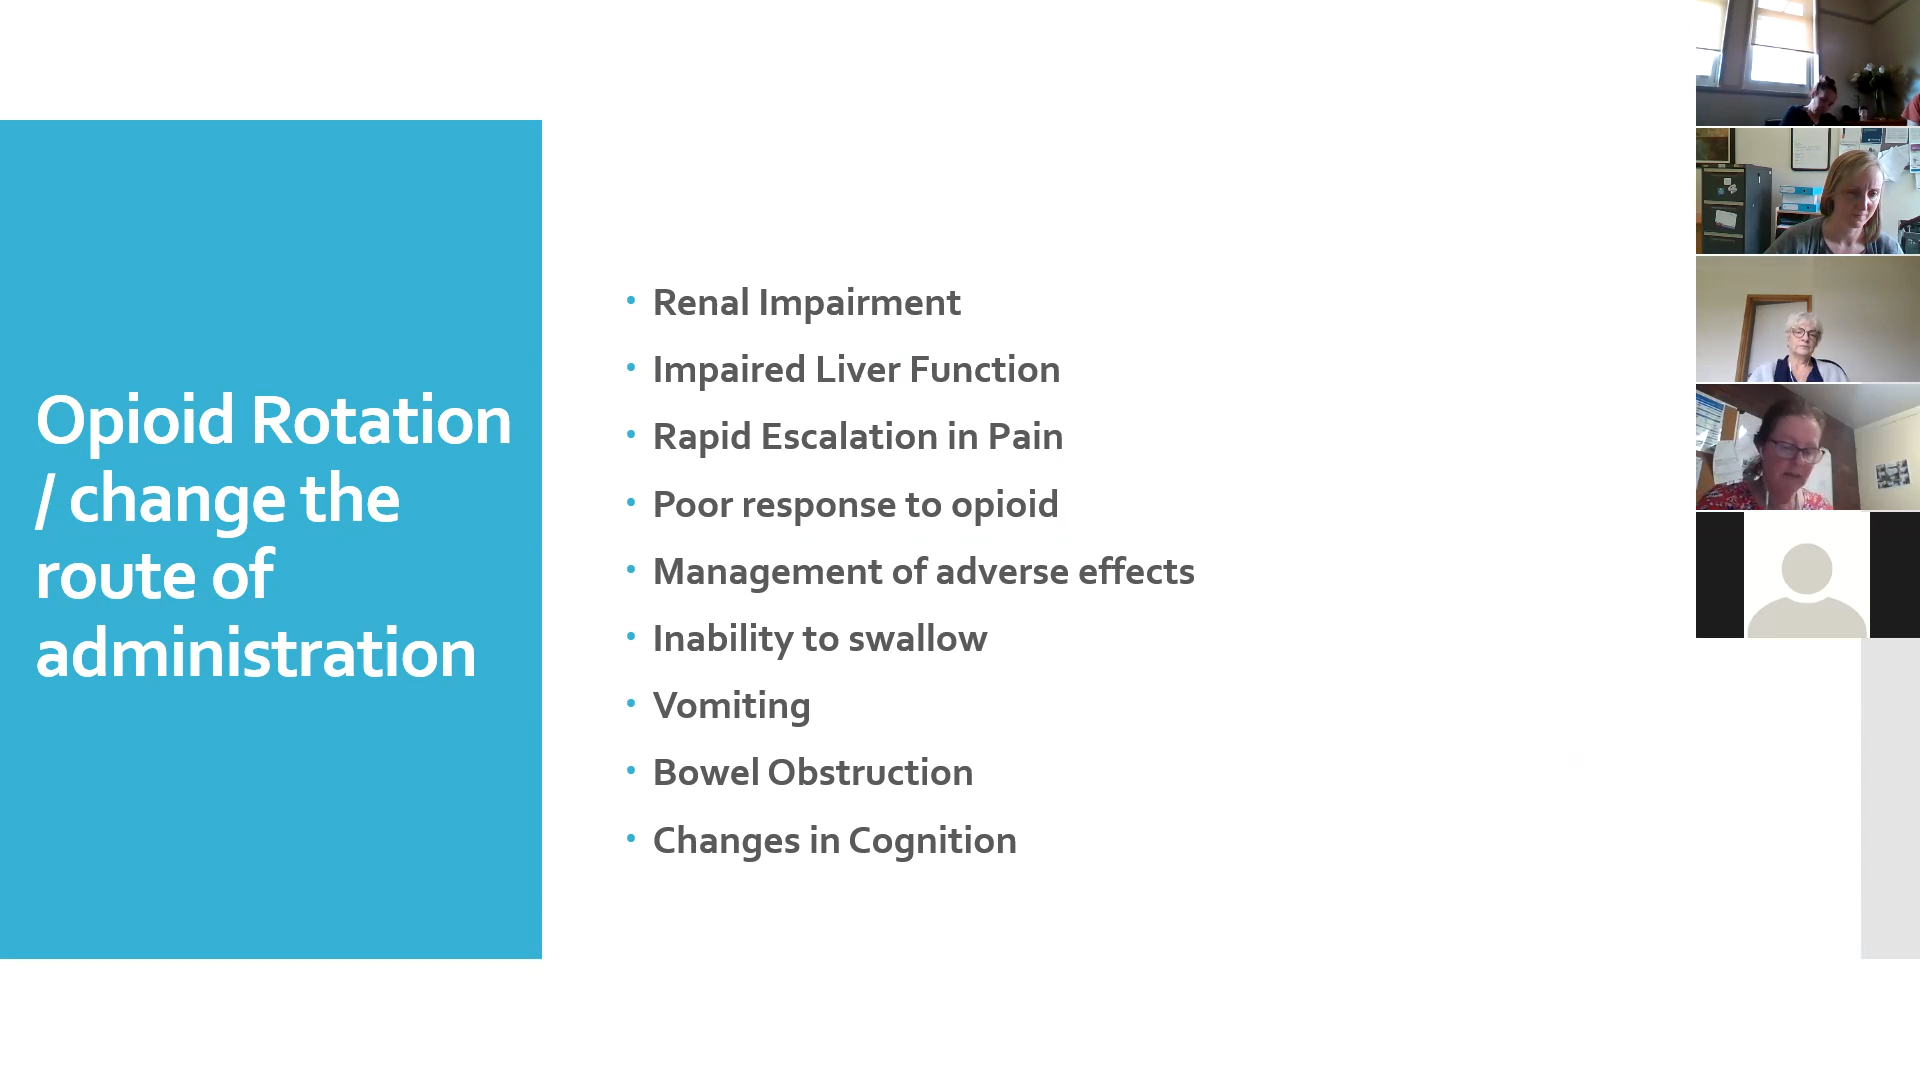 Opioid Rotation
/ change the
route of
administration
• Renal Impairment
• Impaired Liver Function
• Rapid Escalation in Pain
• Poor response to opioid
• Management of adverse effects
• Inability to swallow
• Vomiting
• Bowel Obstruction
• Changes in Cognition